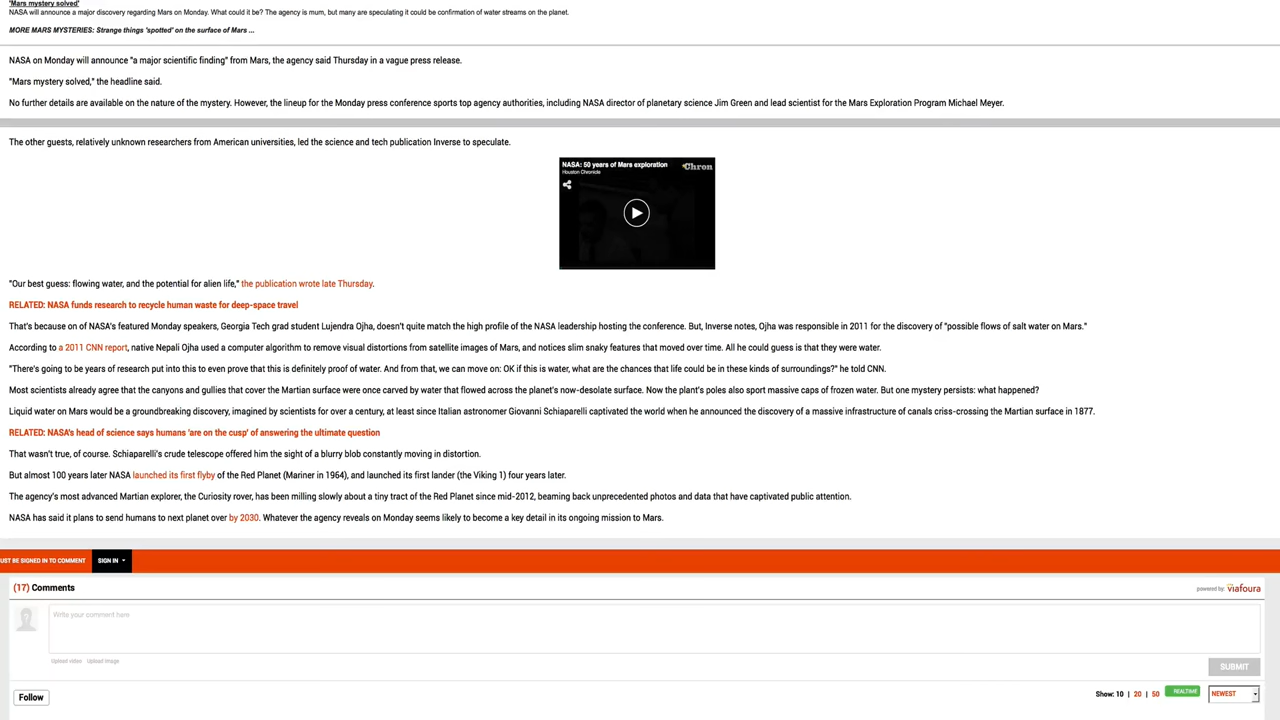 'Mars mystery solved'
NASA will announce a major discovery regarding Mars on Monday. What could it be? The agency is mum, but many are speculating it could be confirmation of water streams on the planet.
MORE MARS MYSTERIES: Strange things 'spotted' on the surface of Mars ...
NASA on Monday will announce "a major scientific finding" from Mars, the agency said Thursday in a vague press release.
"Mars mystery solved," the headline said.
No further details are available on the nature of the mystery. However, the lineup for the Monday press conference sports top agency authorities, including NASA director of planetary science Jim Green and lead scientist for the Mars Exploration Program Michael Meyer.
The other guests, relatively unknown researchers from American universities, led the science and tech publication Inverse to speculate.
NASA: 50 years of Mars exploration
Chron
Houston Chronicle
"Our best guess: flowing water, and the potential for alien life," the publication wrote late Thursday.
RELATED: NASA funds research to recycle human waste for deep-space travel
That's because on of NASA's featured Monday speakers, Georgia Tech grad student Lujendra Ojha, doesn't quite match the high profile of the NASA leadership hosting the conference. But, Inverse notes, Ojha was responsible in 2011 for the discovery of "possible flows of salt water on Mars."
According to a 2011 CNN report, native Nepali Ojha used a computer algorithm to remove visual distortions from satellite images of Mars, and notices slim snaky features that moved over time. All he could guess is that they were water.
"There's going to be years of research put into this to even prove that this is definitely proof of water. And from that, we can move on: OK if this is water, what are the chances that life could be in these kinds of surroundings?" he told CNN.
Most scientists already agree that the canyons and gullies that cover the Martian surface were once carved by water that flowed across the planet's now-desolate surface. Now the plant's poles also sport massive caps of frozen water. But one mystery persists: what happened?
Liquid water on Mars would be a groundbreaking discovery, imagined by scientists for over a century, at least since Italian astronomer Giovanni Schiaparelli captivated the world when he announced the discovery of a massive infrastructure of canals criss-crossing the Martian surface in 1877.
RELATED: NASA's head of science says humans 'are on the cusp' of answering the ultimate question
That wasn't true, of course. Schiaparelli's crude telescope offered him the sight of a blurry blob constantly moving in distortion.
But almost 100 years later NASA launched its first flyby of the Red Planet (Mariner in 1964), and launched its first lander (the Viking 1) four years later.
The agency's most advanced Martian explorer, the Curiosity rover, has been milling slowly about a tiny tract of the Red Planet since mid-2012, beaming back unprecedented photos and data that have captivated public attention.
NASA has said it plans to send humans to next planet over by 2030. Whatever the agency reveals on Monday seems likely to become a key detail in its ongoing mission to Mars.
UST BE SIGNED IN TO COMMENT SIGN IN
(17) Comments
powered by: viafoura
Write your comment here
Upload video Upload image
SUBMIT
Follow
Show: 10 | 20 | 50 REALTIME NEWEST